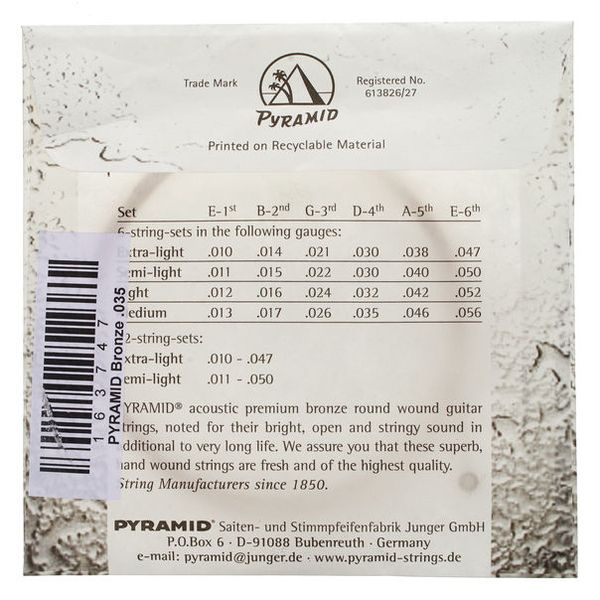 Trade Mark
Registered No.
613826/27
PYRAMID
Printed on Recyclable Material
Set E-1st B-2nd G-3rd D-4th A-5th E-6th
6-string-sets in the following gauges:
Extra-light .010 .014 .021 .030 .038 .047
Semi-light .011 .015 .022 .030 .040 .050
Light .012 .016 .024 .032 .042 .052
Medium .013 .017 .026 .035 .046 .056
12-string-sets:
Extra-light .010 - .047
Semi-light .011 - .050
PYRAMID® acoustic premium bronze round wound guitar
strings, noted for their bright, open and stringy sound in
additional to very long life. We assure you that these superb,
hand wound strings are fresh and of the highest quality.
String Manufacturers since 1850.
PYRAMID® Saiten- und Stimmpfeifenfabrik Junger GmbH
P.O.Box 6 · D-91088 Bubenreuth · Germany
e-mail: pyramid@junger.de · www.pyramid-strings.de
163747
PYRAMID Bronze .035